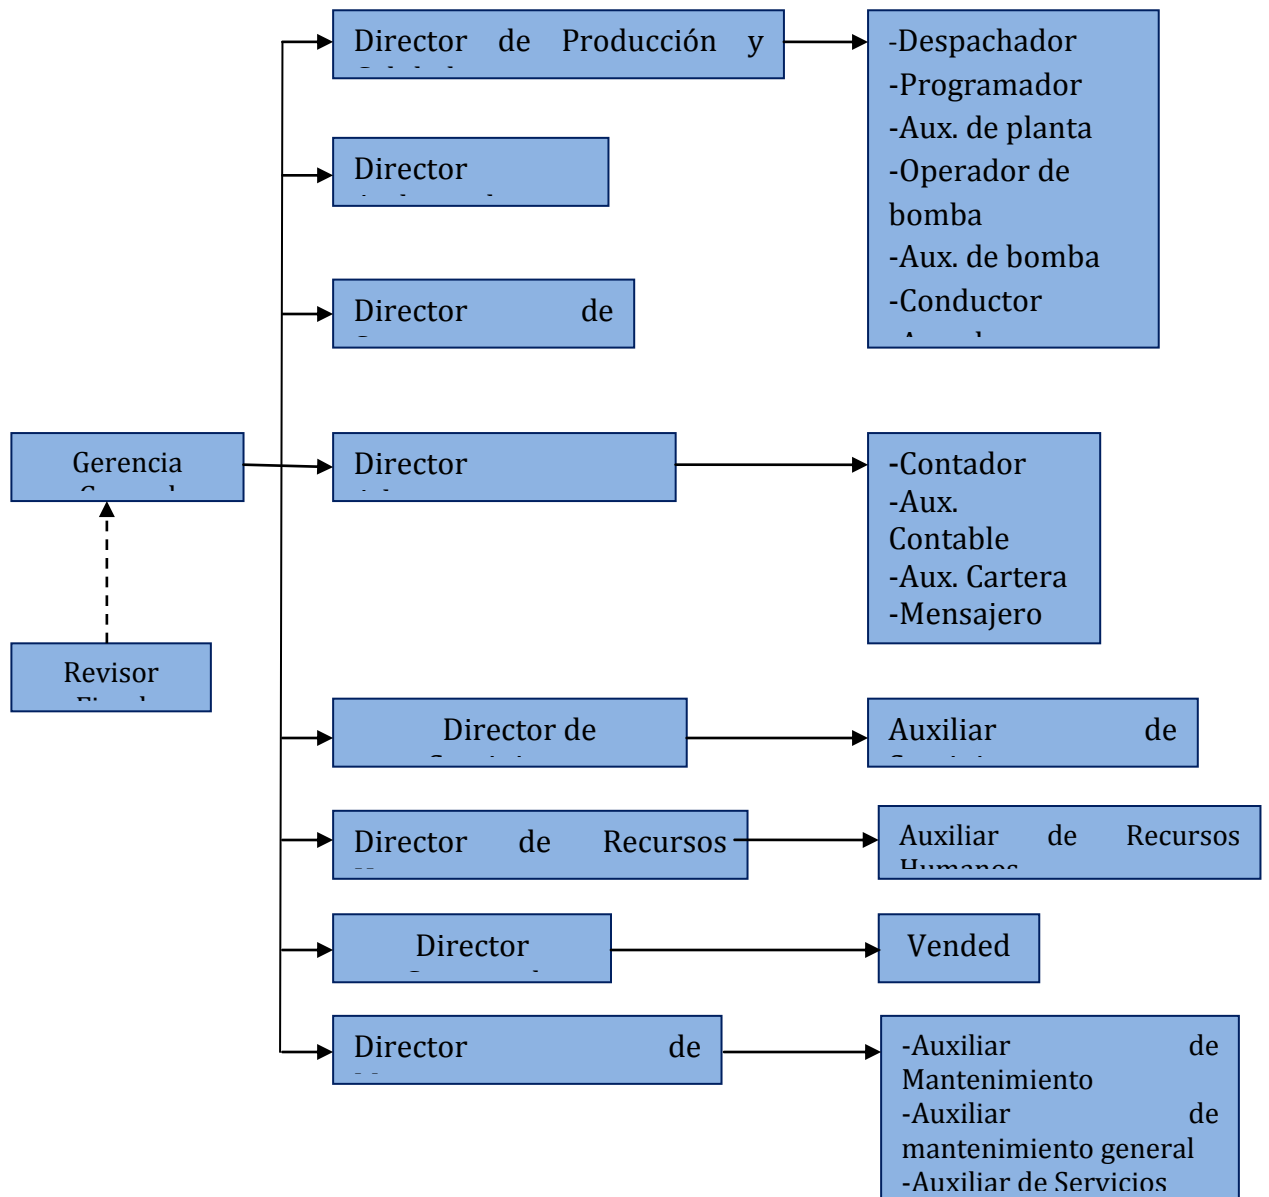 Director de Producción y
-Despachador
-Programador
-Aux. de planta
-Operador de
bomba
-Aux. de bomba
-Conductor
Director
Director de
Gerencia
Director
-Contador
-Aux.
Contable
-Aux. Cartera
-Mensajero
Revisor
Director de
Auxiliar de
Director de Recursos
Auxiliar de Recursos
Humanos
Director
Vended
Director de
-Auxiliar de
Mantenimiento
-Auxiliar de
mantenimiento general
-Auxiliar de Servicios